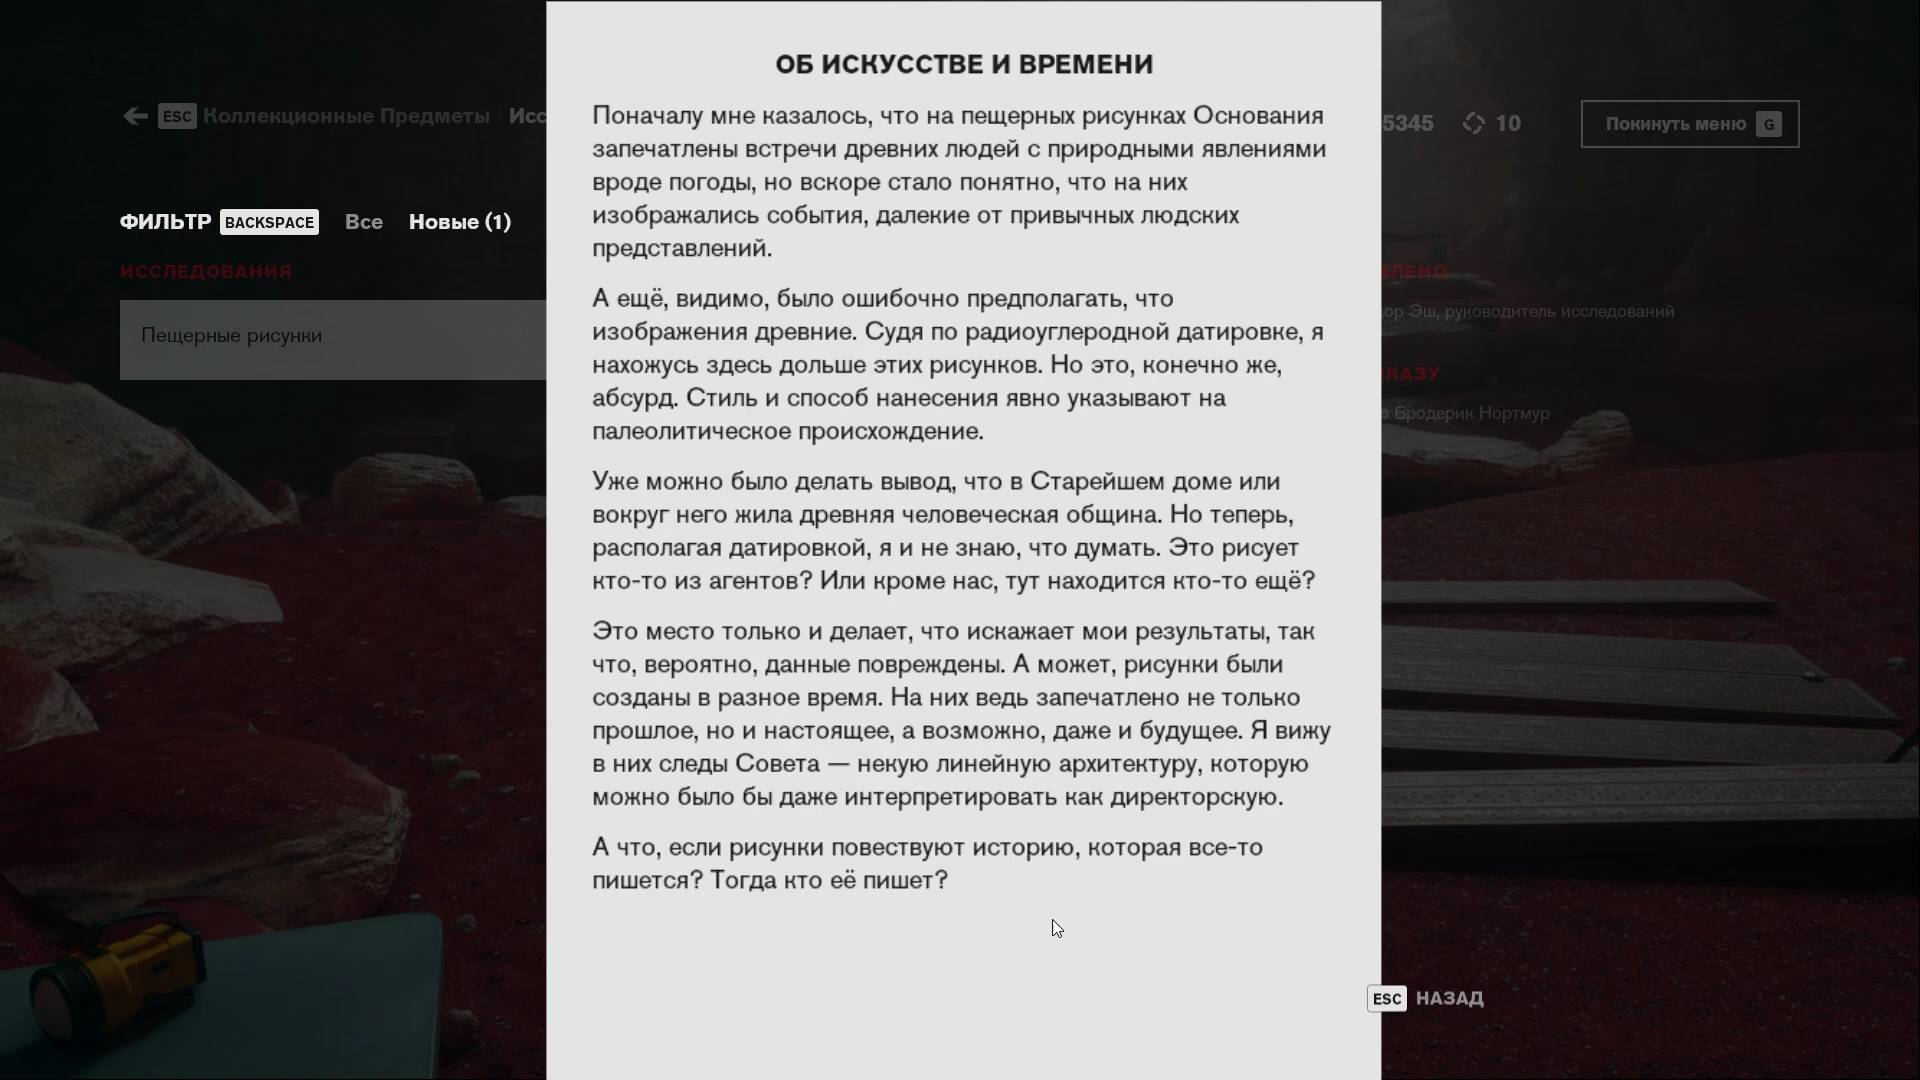 ОБ ИСКУССТВЕ И ВРЕМЕНИ
Поначалу мне казалось, что на пещерных рисунках Основания
запечатлены встречи древних людей с природными явлениями
вроде погоды, но вскоре стало понятно, что на них
изображались события, далекие от привычных людских
представлений.
А ещё, видимо, было ошибочно предполагать, что
изображения древние. Судя по радиоуглеродной датировке, я
нахожусь здесь дольше этих рисунков. Но это, конечно же,
абсурд. Стиль и способ нанесения явно указывают на
палеолитическое происхождение.
Уже можно было делать вывод, что в Старейшем доме или
вокруг него жила древняя человеческая община. Но теперь,
располагая датировкой, я и не знаю, что думать. Это рисует
кто-то из агентов? Или кроме нас, тут находится кто-то ещё?
Это место только и делает, что искажает мои результаты, так
что, вероятно, данные повреждены. А может, рисунки были
созданы в разное время. На них ведь запечатлено не только
прошлое, но и настоящее, а возможно, даже и будущее. Я вижу
в них следы Совета — некую линейную архитектуру, которую
можно было бы даже интерпретировать как директорскую.
А что, если рисунки повествуют историю, которая все-то
пишется? Тогда кто её пишет?
ESC Коллекционные Предметы / Исс
ФИЛЬТР BACKSPACE Все Новые (1)
ИССЛЕДОВАНИЯ
Пещерные рисунки
5345 10
Покинуть меню G
ЛЕНО
ор Эш, руководитель исследований
КАЗУ
р Бродерик Нортмур
ESC НАЗАД